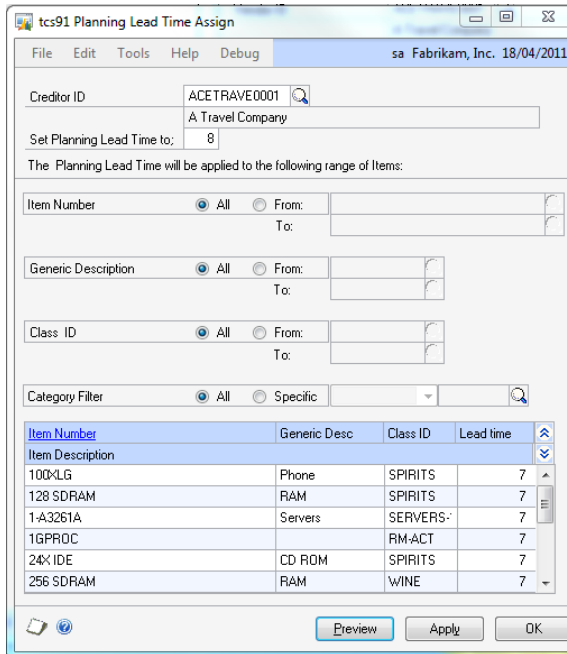 tcs91 Planning Lead Time Assign
File Edit Tools Help Debug sa Fabrikam, Inc. 18/04/2011
Creditor ID ACETRAVE0001
A Travel Company
Set Planning Lead Time to; 8
The Planning Lead Time will be applied to the following range of Items:
Item Number All From:
To:
Generic Description All From:
To:
Class ID All From:
To:
Category Filter All Specific
Item Number Generic Desc Class ID Lead time
Item Description
100XLG Phone SPIRITS 7
128 SDRAM RAM SPIRITS 7
1-A3261A Servers SERVERS- 7
1GPROC RM-ACT 7
24X IDE CD ROM SPIRITS 7
256 SDRAM RAM WINE 7
Preview Apply OK